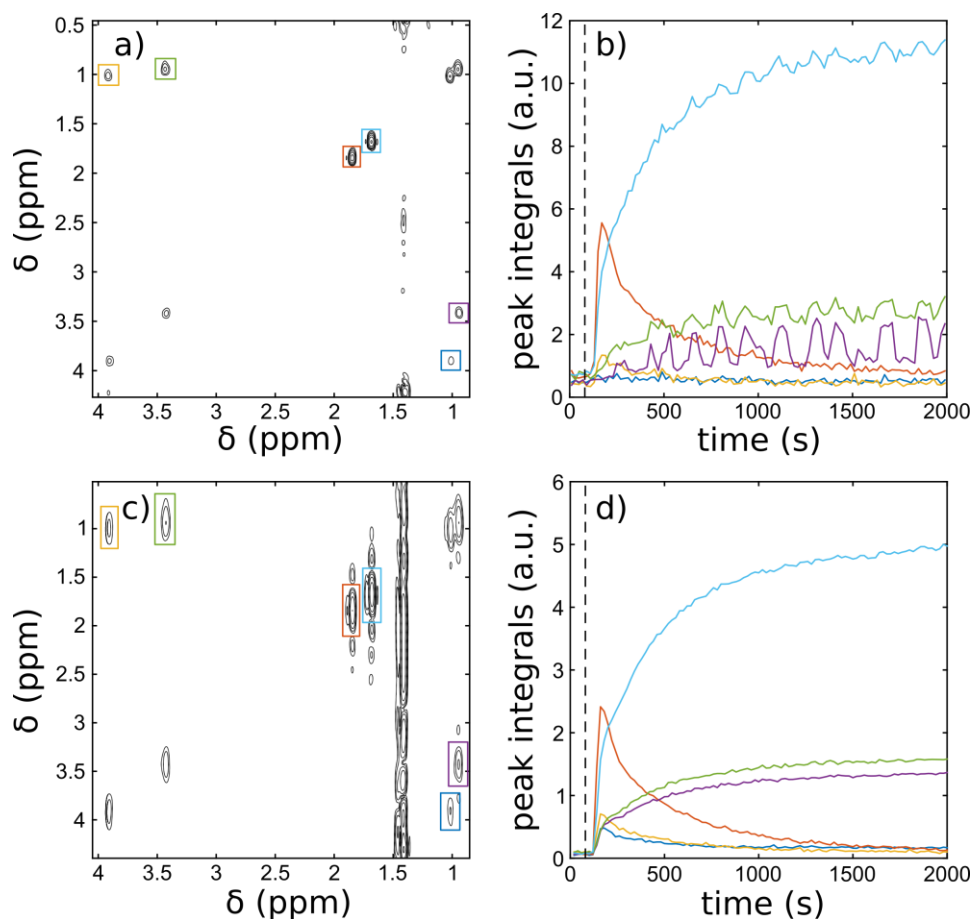 a)
0.5
1
1.5
2
2.5
3
3.5
4
δ (ppm)
4 3.5 3 2.5 2 1.5 1
δ (ppm)
b)
12
10
8
6
4
2
0
peak integrals (a.u.)
0 500 1000 1500 2000
time (s)
c)
1
1.5
2
2.5
3
3.5
4
δ (ppm)
4 3.5 3 2.5 2 1.5 1
δ (ppm)
d)
6
5
4
3
2
1
0
peak integrals (a.u.)
0 500 1000 1500 2000
time (s)